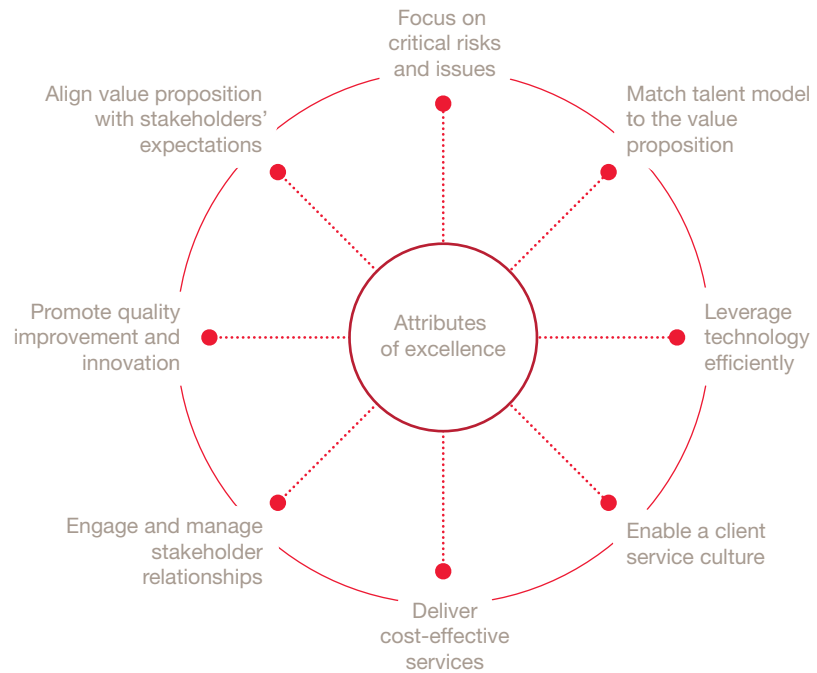 Focus on
critical risks
and issues
Match talent model
to the value
proposition
Leverage
technology
efficiently
Enable a client
service culture
Deliver
cost-effective
services
Engage and manage
stakeholder
relationships
Promote quality
improvement and
innovation
Align value proposition
with stakeholders’
expectations
Attributes
of excellence